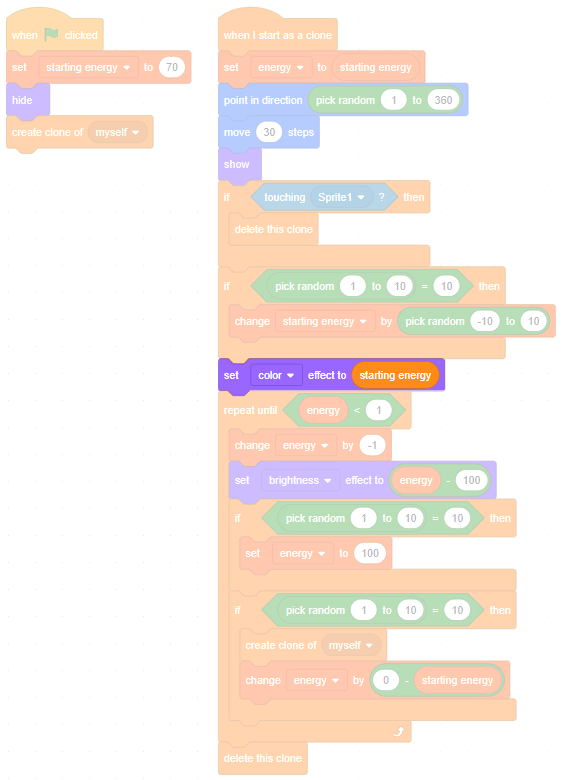 when clicked
set starting energy to 70
hide
create clone of myself
when I start as a clone
set energy to starting energy
point in direction pick random 1 to 360
move 30 steps
show
if touching Sprite1 ? then
delete this clone
if pick random 1 to 10 = 10 then
change starting energy by pick random -10 to 10
set color effect to starting energy
repeat until energy < 1
change energy by -1
set brightness effect to energy - 100
if pick random 1 to 10 = 10 then
set energy to 100
if pick random 1 to 10 = 10 then
create clone of myself
change energy by 0 - starting energy
delete this clone